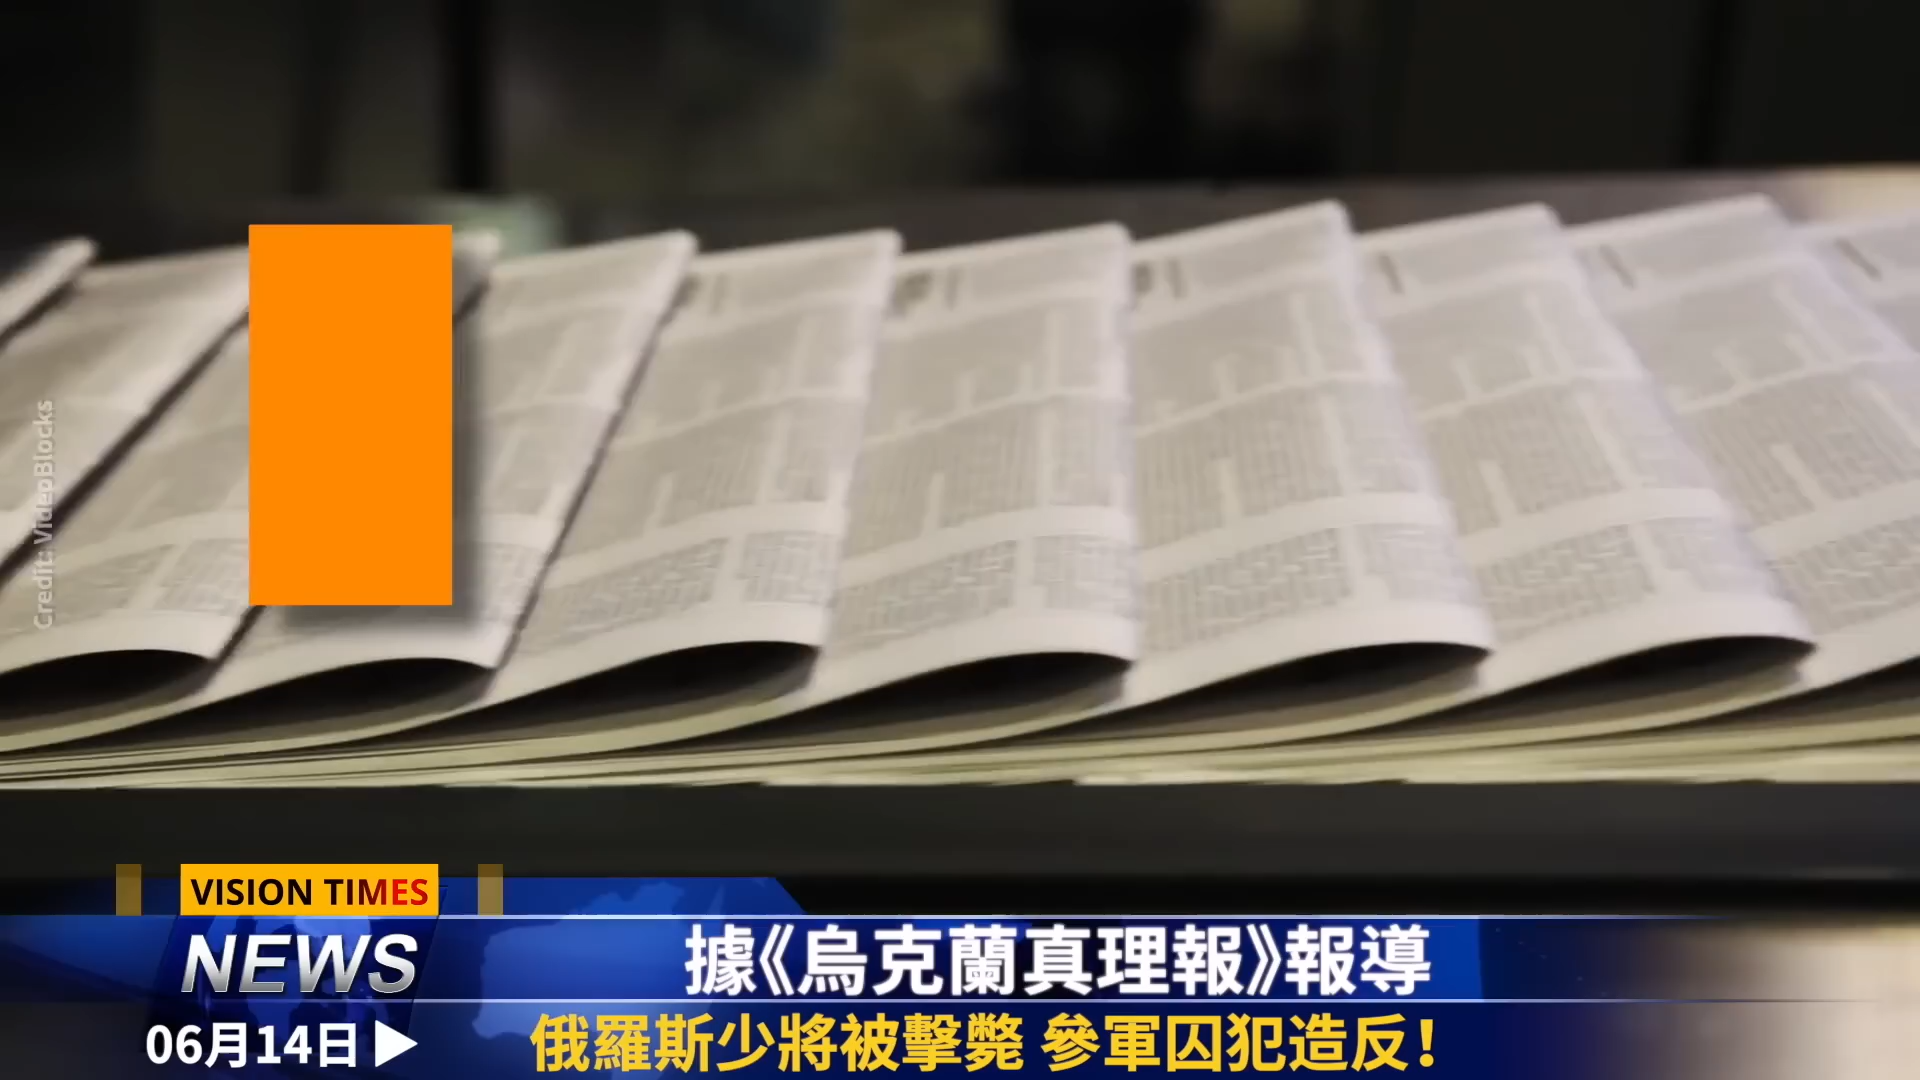 Credit: VideoBlocks
VISION TIMES
NEWS
據《烏克蘭真理報》報導
06月14日
俄羅斯少將被擊斃 參軍囚犯造反!